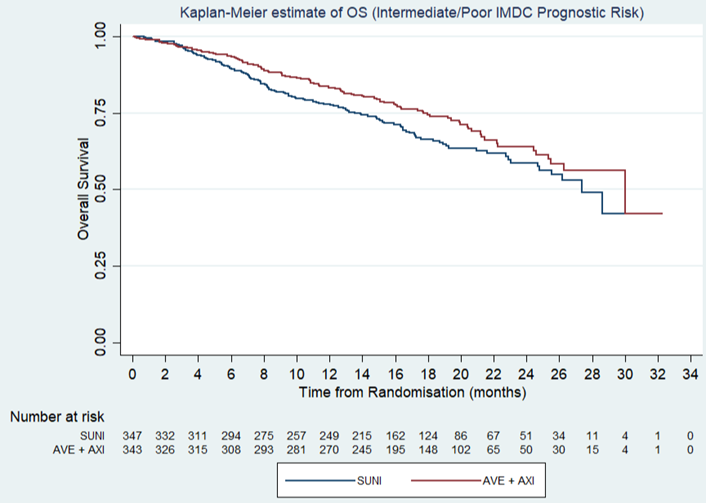 Kaplan-Meier estimate of OS (Intermediate/Poor IMDC Prognostic Risk)
Overall Survival
1.00
0.75
0.50
0.25
0.00
0 2 4 6 8 10 12 14 16 18 20 22 24 26 28 30 32 34
Time from Randomisation (months)
Number at risk
SUNI 347 332 311 294 275 257 249 215 162 124 86 67 51 34 11 4 1 0
AVE + AXI 343 326 315 308 293 281 270 245 195 148 102 65 50 30 15 4 1 0
SUNI AVE + AXI